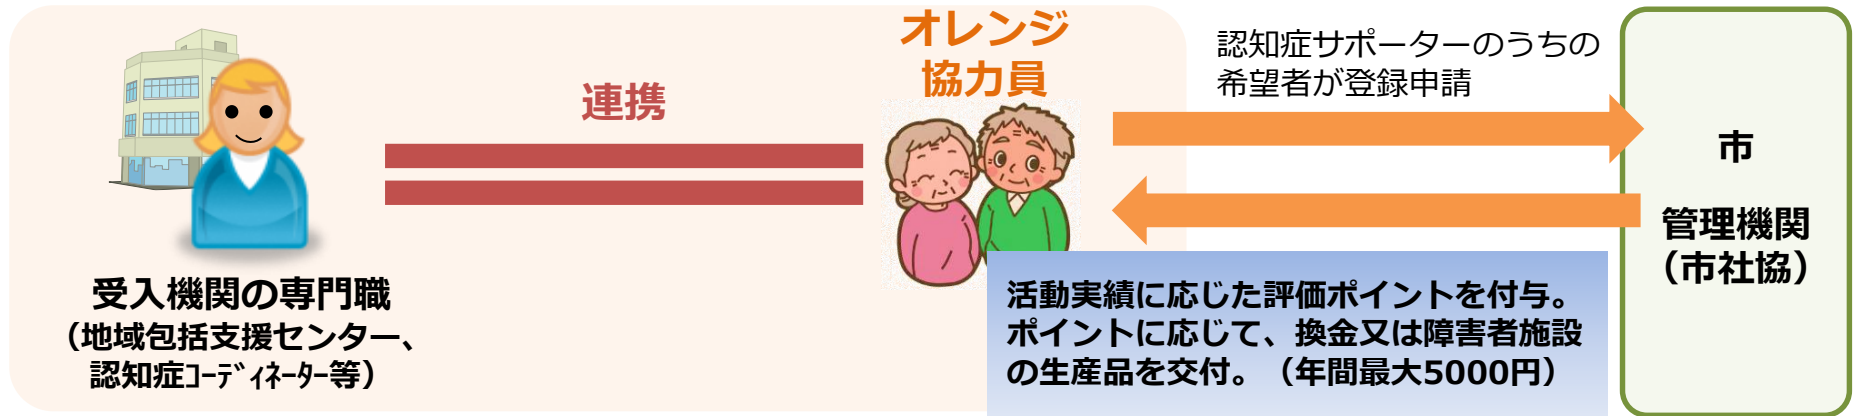 受入機関の専門職
（地域包括支援センター、
認知症ｺｰﾃﾞｨﾈｰﾀｰ等）
連携
オレンジ
協力員
認知症サポーターのうちの
希望者が登録申請
活動実績に応じた評価ポイントを付与。
ポイントに応じて、換金又は障害者施設
の生産品を交付。（年間最大5000円）
市
管理機関
（市社協）